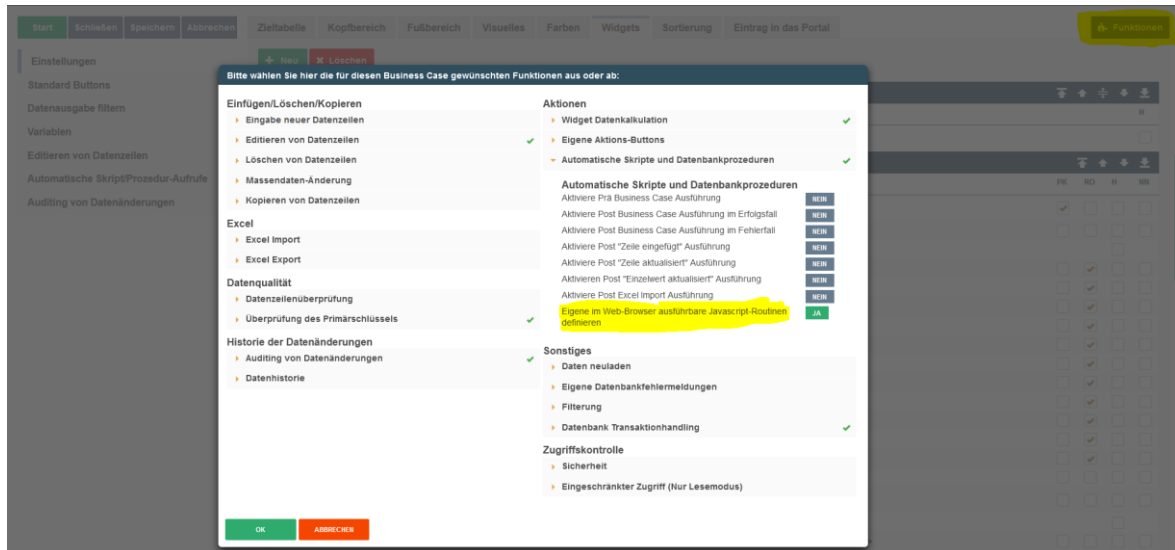 Start Schließen Speichern Abbrechen Zieltabelle Kopfbereich Fußbereich Visuelles Farben Widgets Sortierung Eintrag in das Portal Funktionen
Einstellungen
Standard Buttons
Datenausgabe filtern
Variablen
Editieren von Datenzeilen
Automatische Skript/Prozedur-Aufrufe
Auditing von Datenänderungen
Neu Löschen
H
PK RO H NN
Bitte wählen Sie hier die für diesen Business Case gewünschten Funktionen aus oder ab:
Einfügen/Löschen/Kopieren
Eingabe neuer Datenzeilen
Editieren von Datenzeilen
Löschen von Datenzeilen
Massendaten-Änderung
Kopieren von Datenzeilen
Excel
Excel Import
Excel Export
Datenqualität
Datenzeilenüberprüfung
Überprüfung des Primärschlüssels
Historie der Datenänderungen
Auditing von Datenänderungen
Datenhistorie
Aktionen
Widget Datenkalkulation
Eigene Aktions-Buttons
Automatische Skripte und Datenbankprozeduren
Automatische Skripte und Datenbankprozeduren
Aktiviere Prä Business Case Ausführung NEIN
Aktiviere Post Business Case Ausführung im Erfolgsfall NEIN
Aktiviere Post Business Case Ausführung im Fehlerfall NEIN
Aktiviere Post "Zeile eingefügt" Ausführung NEIN
Aktiviere Post "Zeile aktualisiert" Ausführung NEIN
Aktivieren Post "Einzelwert aktualisiert" Ausführung NEIN
Aktiviere Post Excel Import Ausführung NEIN
Eigene im Web-Browser ausführbare Javascript-Routinen JA
definieren
Sonstiges
Daten neuladen
Eigene Datenbankfehlermeldungen
Filterung
Datenbank Transaktionhandling
Zugriffskontrolle
Sicherheit
Eingeschränkter Zugriff (Nur Lesemodus)
OK ABBRECHEN